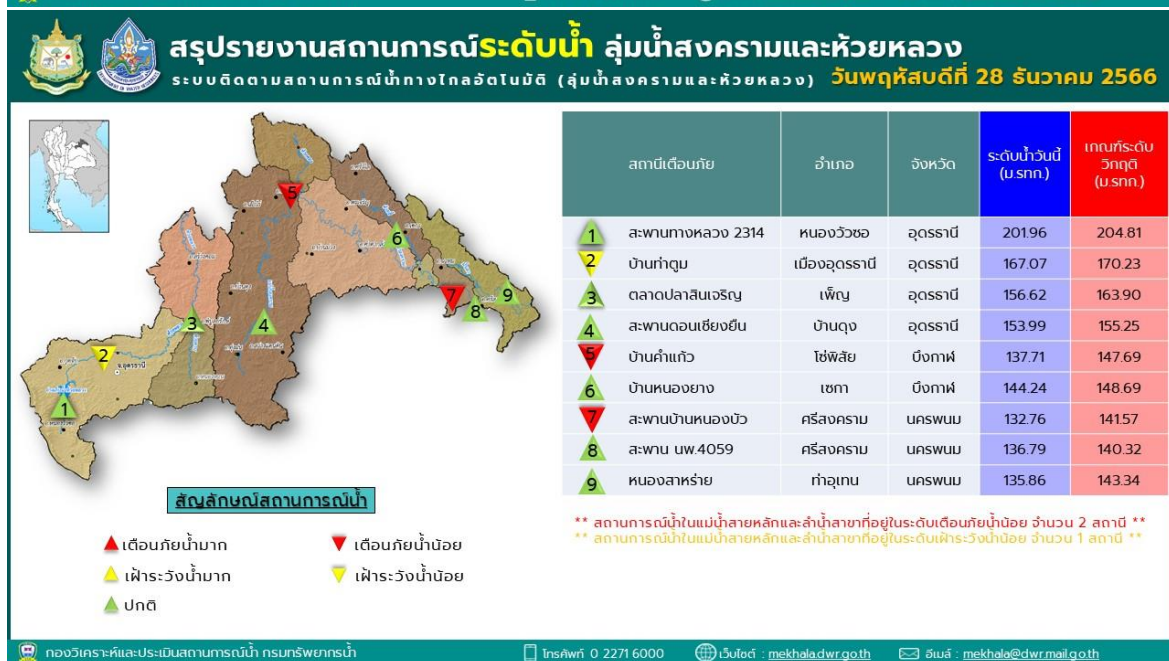 สรุปรายงานสถานการณ์ระดับน้ำ ลุ่มน้ำสงครามและห้วยหลวง
ระบบติดตามสถานการณ์น้ำทางไกลอัตโนมัติ (ลุ่มน้ำสงครามและห้วยหลวง) วันพฤหัสบดีที่ 28 ธันวาคม 2566
สถานีเตือนภัย อำเภอ จังหวัด ระดับน้ำวันนี้ (ม.รทก.) เกณฑ์ระดับวิกฤติ (ม.รทก.)
1 สะพานทางหลวง 2314 หนองวัวซอ อุดรธานี 201.96 204.81
2 บ้านท่าตูม เมืองอุดรธานี อุดรธานี 167.07 170.23
3 ตลาดปลาสินเจริญ เพ็ญ อุดรธานี 156.62 163.90
4 สะพานดอนเชียงยืน บ้านดุง อุดรธานี 153.99 155.25
5 บ้านคำแก้ว โซ่พิสัย บึงกาฬ 137.71 147.69
6 บ้านหนองยาง เซกา บึงกาฬ 144.24 148.69
7 สะพานบ้านหนองบัว ศรีสงคราม นครพนม 132.76 141.57
8 สะพาน นพ.4059 ศรีสงคราม นครพนม 136.79 140.32
9 หนองสาหร่าย ท่าอุเทน นครพนม 135.86 143.34
** สถานการณ์น้ำในแม่น้ำสายหลักและลำน้ำสาขาที่อยู่ในระดับเตือนภัยน้ำน้อย จำนวน 2 สถานี **
** สถานการณ์น้ำในแม่น้ำสายหลักและลำน้ำสาขาที่อยู่ในระดับเฝ้าระวังน้ำน้อย จำนวน 1 สถานี **
5
6
7
8
9
3
4
2
1
จ.อุดรธานี
สัญลักษณ์สถานการณ์น้ำ
เตือนภัยน้ำมาก เตือนภัยน้ำน้อย
เฝ้าระวังน้ำมาก เฝ้าระวังน้ำน้อย
ปกติ
กองวิเคราะห์และประเมินสถานการณ์น้ำ กรมทรัพยากรน้ำ โทรศัพท์ 0 2271 6000 เว็บไซต์ : mekhala.dwr.go.th อีเมล์ : mekhala@dwr.mail.go.th